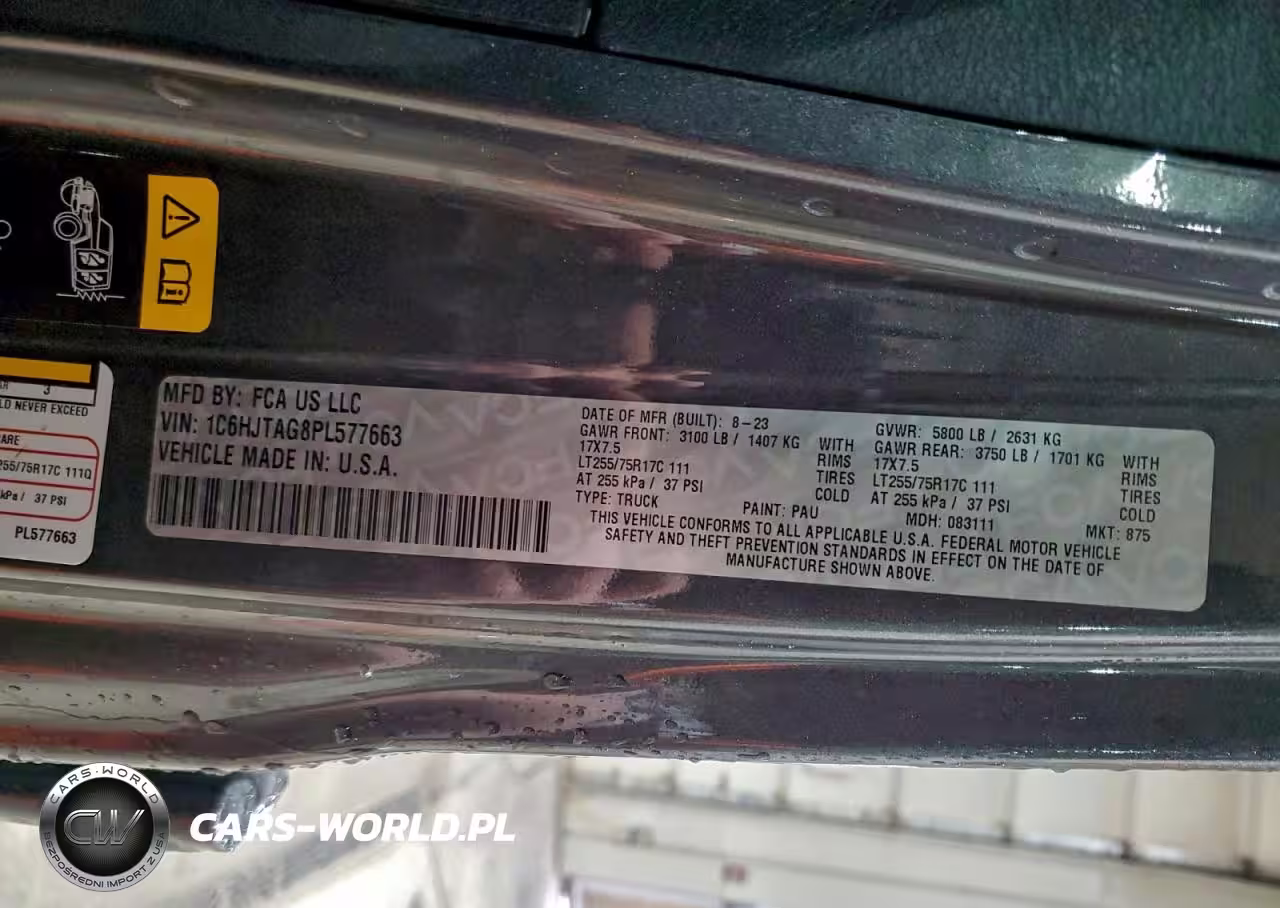 AR 3
LD NEVER EXCEED
ARE
255/75R17C 111Q
kPa / 37 PSI
PL577663
MFD BY: FCA US LLC
VIN: 1C6HJTAG8PL577663
VEHICLE MADE IN: U.S.A.
DATE OF MFR (BUILT): 8-23 GVWR: 5800 LB / 2631 KG
GAWR FRONT: 3100 LB / 1407 KG WITH GAWR REAR: 3750 LB / 1701 KG WITH
17X7.5 RIMS 17X7.5 RIMS
LT255/75R17C 111 TIRES LT255/75R17C 111 TIRES
AT 255 kPa / 37 PSI COLD AT 255 kPa / 37 PSI COLD
TYPE: TRUCK PAINT: PAU MDH: 083111 MKT: 875
THIS VEHICLE CONFORMS TO ALL APPLICABLE U.S.A. FEDERAL MOTOR VEHICLE
SAFETY AND THEFT PREVENTION STANDARDS IN EFFECT ON THE DATE OF
MANUFACTURE SHOWN ABOVE.
CARS-WORLD
CW
BEZPOŚREDNI IMPORT Z USA
CARS-WORLD.PL